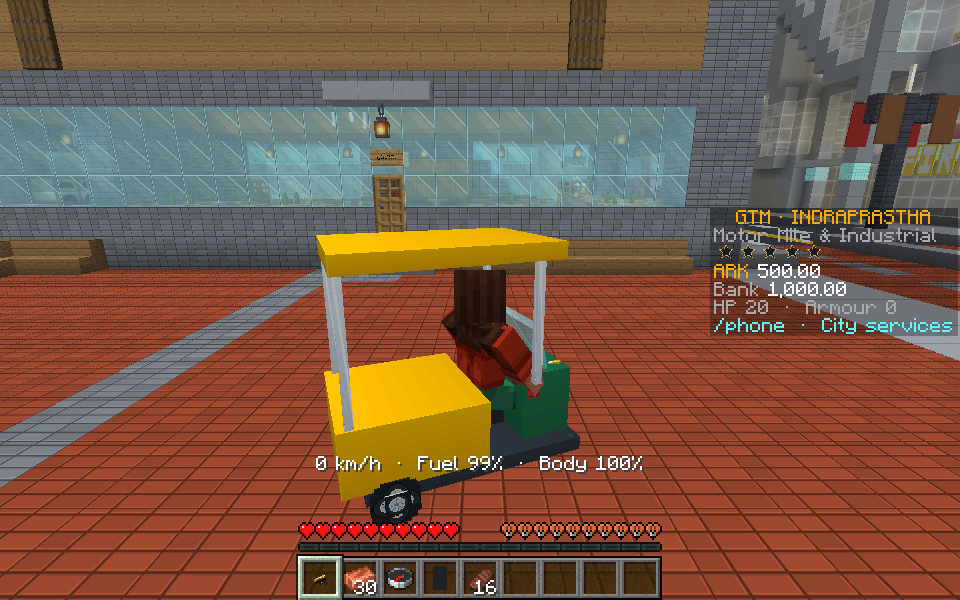 GTM · INDRAPRASTHA
Motor Mile & Industrial
ARK 500.00
Bank 1,000.00
HP 20 · Armour 0
/phone · City services
0 km/h · Fuel 99% · Body 100%
30
16